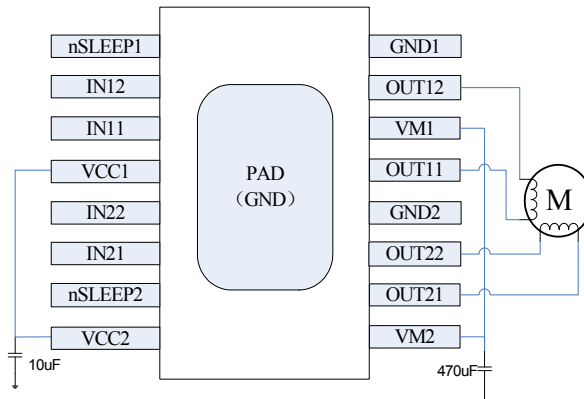 nSLEEP1
IN12
IN11
VCC1
IN22
IN21
nSLEEP2
VCC2
10uF
PAD
（GND）
GND1
OUT12
VM1
OUT11
GND2
OUT22
OUT21
VM2
470uF
M